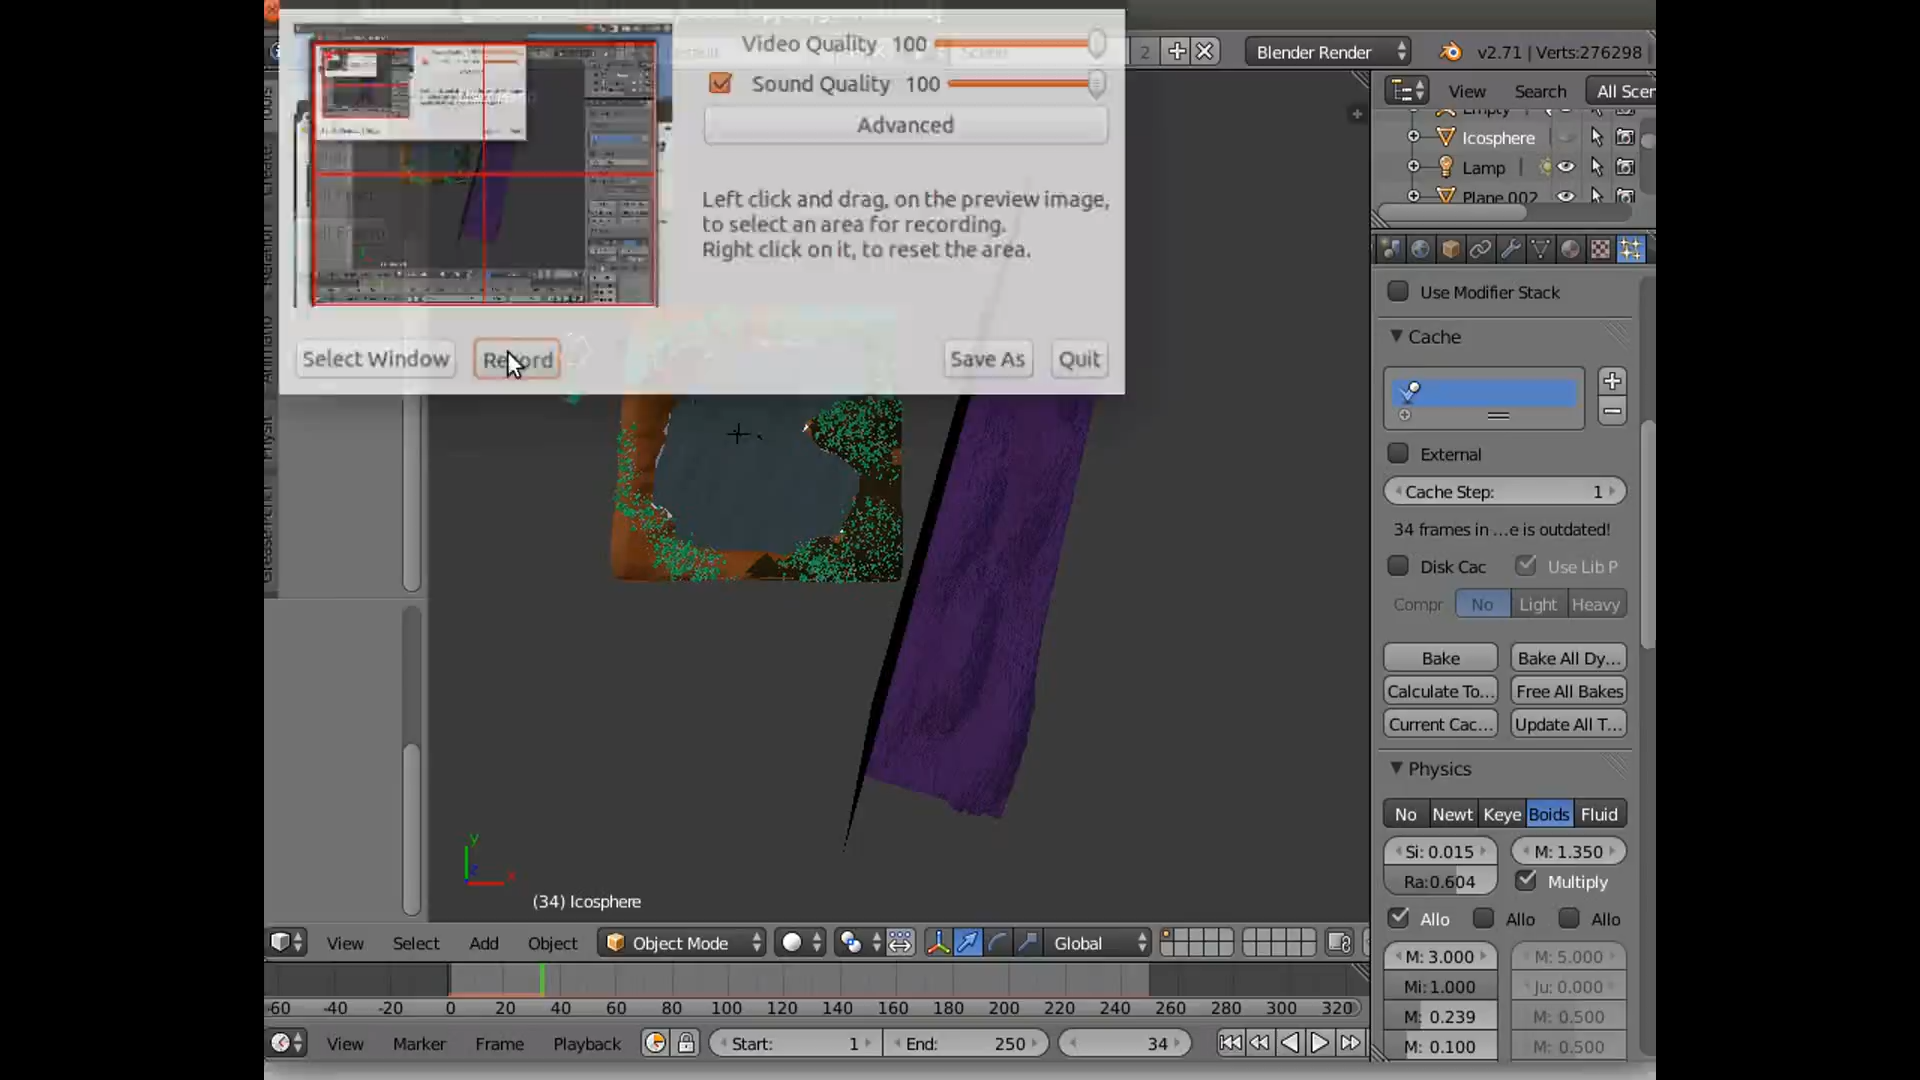 Video Quality 100
Sound Quality 100
Advanced
Left click and drag, on the preview image,
to select an area for recording.
Right click on it, to reset the area.
Select Window Record Save As Quit
2 Blender Render v2.71 | Verts:276298
View Search All Scen
Empty
Icosphere
Lamp
Plane.002
Use Modifier Stack
Cache
External
Cache Step: 1
34 frames in ...e is outdated!
Disk Cac Use Lib P
Compr No Light Heavy
Bake Bake All Dy...
Calculate To... Free All Bakes
Current Cac... Update All T...
Physics
No Newt Keye Boids Fluid
Si: 0.015 M: 1.350
Ra:0.604 Multiply
Allo Allo Allo
M: 3.000 M: 5.000
Mi: 1.000 Ju: 0.000
M: 0.239 M: 0.500
M: 0.100 M: 0.500
y
x
(34) Icosphere
View Select Add Object Object Mode Global
-60 -40 -20 0 20 40 60 80 100 120 140 160 180 200 220 240 260 280 300 320
View Marker Frame Playback Start: 1 End: 250 34